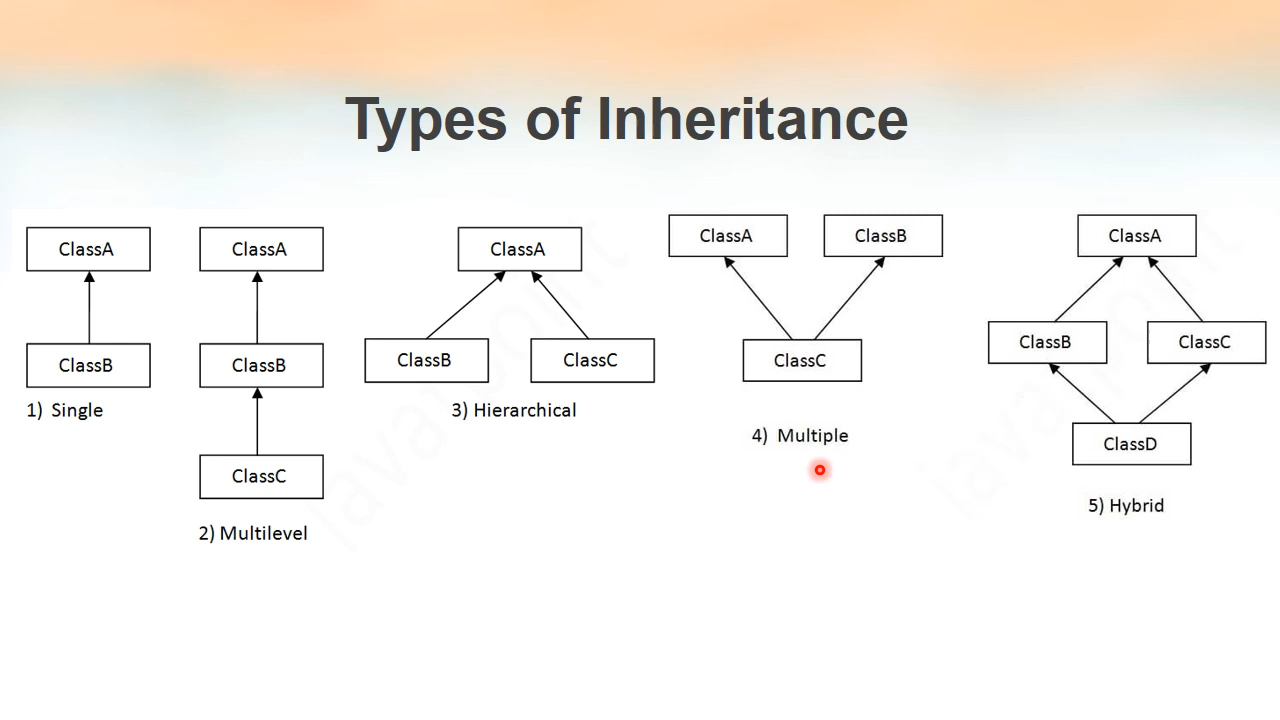 Types of Inheritance
ClassA
ClassB
1) Single
ClassA
ClassB
ClassC
2) Multilevel
ClassA
ClassB ClassC
3) Hierarchical
ClassA ClassB
ClassC
4) Multiple
ClassA
ClassB ClassC
ClassD
5) Hybrid